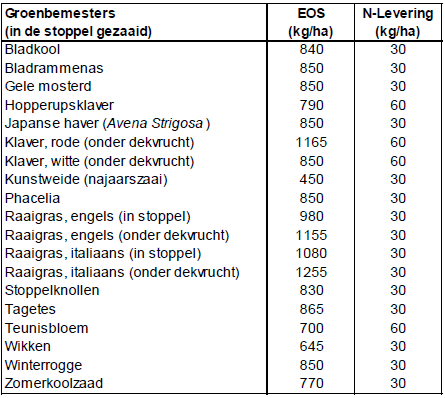 Groenbemesters EOS N-Levering
(in de stoppel gezaaid) (kg/ha) (kg/ha)
Bladkool 840 30
Bladrammenas 850 30
Gele mosterd 850 30
Hopperupsklaver 790 60
Japanse haver (Avena Strigosa) 850 30
Klaver, rode (onder dekvrucht) 1165 60
Klaver, witte (onder dekvrucht) 850 60
Kunstweide (najaarszaai) 450 30
Phacelia 850 30
Raaigras, engels (in stoppel) 980 30
Raaigras, engels (onder dekvrucht) 1155 30
Raaigras, italiaans (in stoppel) 1080 30
Raaigras, italiaans (onder dekvrucht) 1255 30
Stoppelknollen 830 30
Tagetes 865 30
Teunisbloem 700 60
Wikken 645 30
Winterrogge 850 30
Zomerkoolzaad 770 30